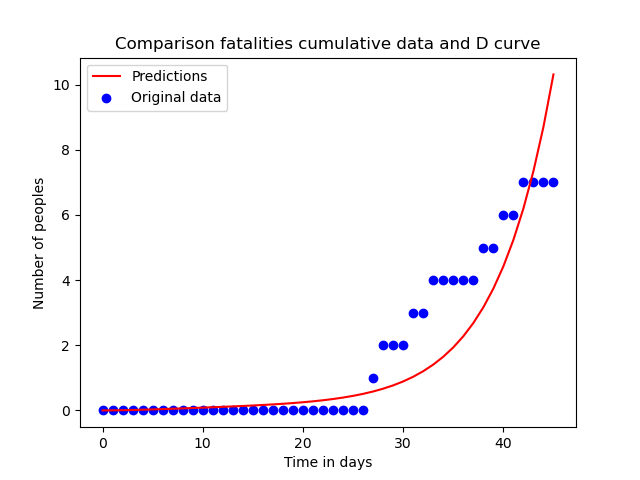 Comparison fatalities cumulative data and D curve
Predictions
Original data
10
8
6
4
2
0
Number of peoples
0 10 20 30 40
Time in days